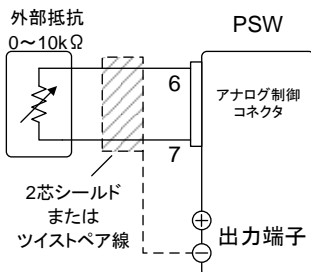 外部抵抗
0～10kΩ
PSW
6
アナログ制御
コネクタ
7
2芯シールド
または
ツイストペア線
出力端子